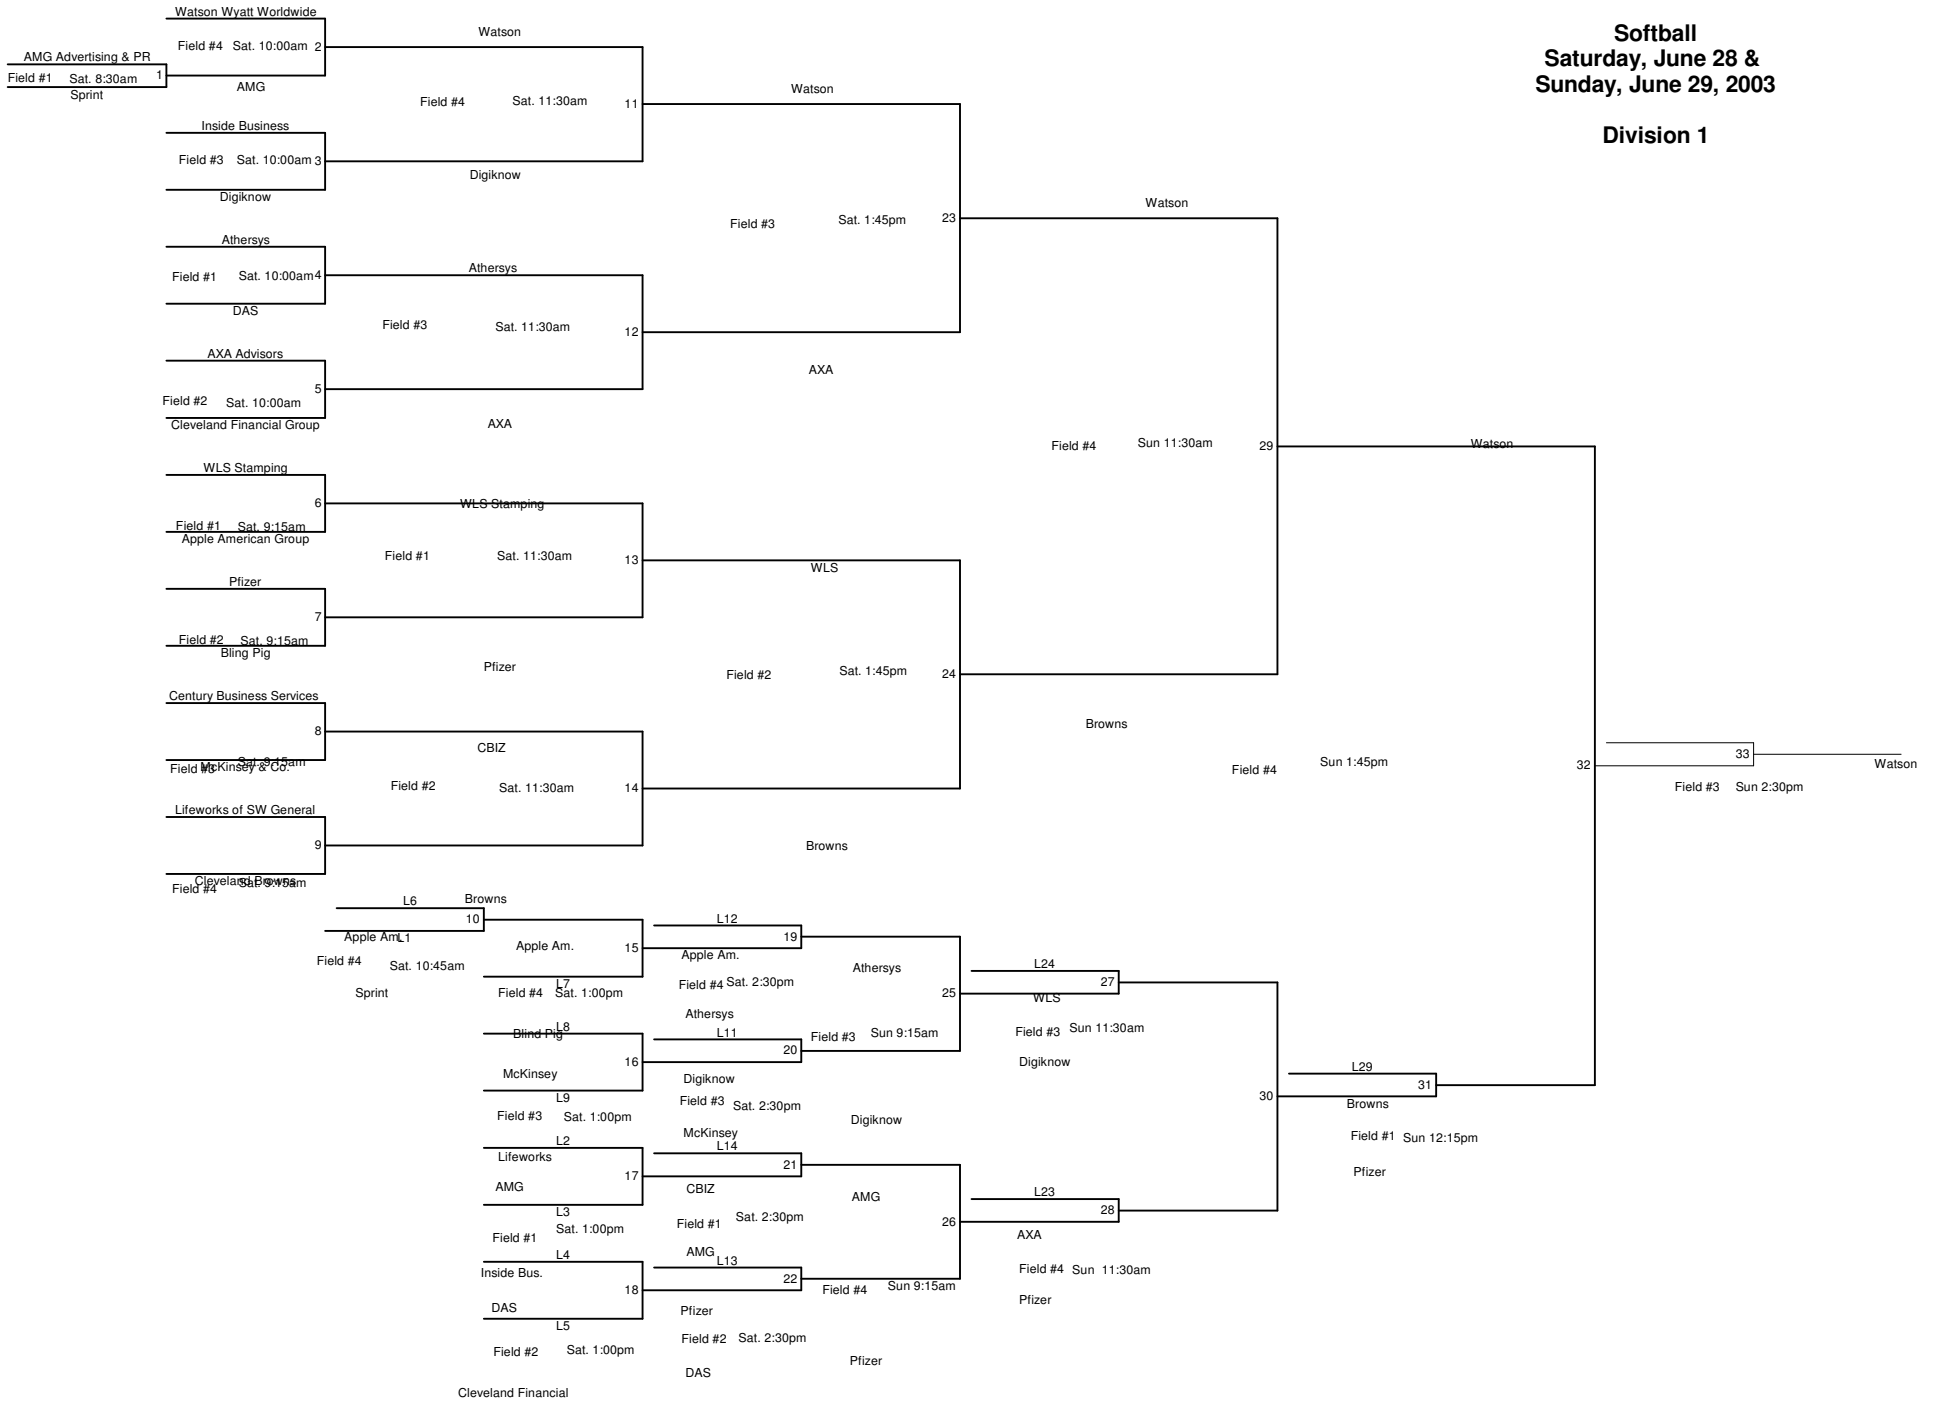 Softball
Saturday, June 28 &
Sunday, June 29, 2003
Division 1
Watson Wyatt Worldwide
Field #4 Sat. 10:00am 2
AMG Advertising & PR
Field #1 Sat. 8:30am 1
Sprint
AMG
Inside Business
Field #3 Sat. 10:00am 3
Digiknow
Athersys
Field #1 Sat. 10:00am 4
DAS
AXA Advisors
5
Field #2 Sat. 10:00am
Cleveland Financial Group
WLS Stamping
6
Field #1 Sat. 9:15am
Apple American Group
Pfizer
7
Field #2 Sat. 9:15am
Bling Pig
Century Business Services
8
Field #3 Sat. 9:15am
McKinsey & Co.
Lifeworks of SW General
9
Cleveland Browns
Field #4 Sat. 9:15am
Watson
Field #4 Sat. 11:30am 11
Digiknow
Athersys
Field #3 Sat. 11:30am 12
AXA
WLS Stamping
Field #1 Sat. 11:30am 13
Pfizer
CBIZ
Field #2 Sat. 11:30am 14
Browns
Watson
Field #3 Sat. 1:45pm 23
AXA
WLS
Field #2 Sat. 1:45pm 24
Browns
Watson
Field #4 Sun 11:30am 29
Browns
Watson
Field #4 Sun 1:45pm 32
33
Field #3 Sun 2:30pm
Watson
L6
10
Apple Am.
L1
Field #4 Sat. 10:45am
Sprint
Apple Am. 15
L7
Field #4 Sat. 1:00pm
L8
Blind Pig
16
McKinsey
L9
Field #3 Sat. 1:00pm
L2
Lifeworks
17
AMG
L3
Field #1 Sat. 1:00pm
L4
Inside Bus.
18
DAS
L5
Field #2 Sat. 1:00pm
Cleveland Financial
L12
19
Apple Am.
Field #4 Sat. 2:30pm
Athersys
L11
20
Digiknow
Field #3 Sat. 2:30pm
McKinsey
L14
21
CBIZ
Field #1 Sat. 2:30pm
AMG
L13
22
Pfizer
Field #2 Sat. 2:30pm
DAS
Athersys
25
Field #3 Sun 9:15am
Digiknow
AMG
26
Field #4 Sun 9:15am
Pfizer
L24
27
WLS
Field #3 Sun 11:30am
Digiknow
L23
28
AXA
Field #4 Sun 11:30am
Pfizer
30
L29
31
Browns
Field #1 Sun 12:15pm
Pfizer